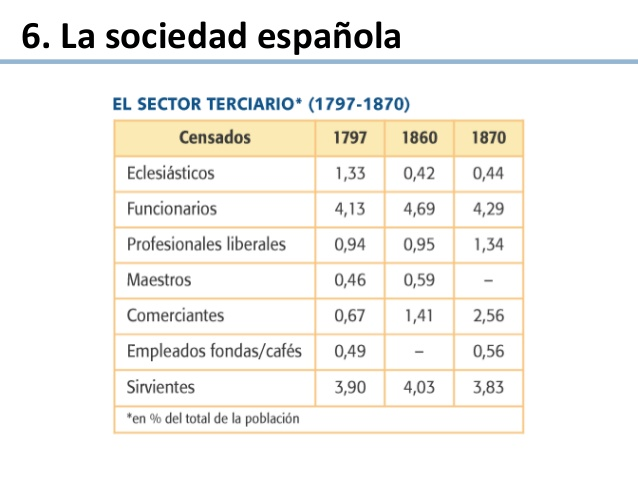 6. La sociedad española
EL SECTOR TERCIARIO* (1797-1870)
Censados 1797 1860 1870
Eclesiásticos 1,33 0,42 0,44
Funcionarios 4,13 4,69 4,29
Profesionales liberales 0,94 0,95 1,34
Maestros 0,46 0,59 –
Comerciantes 0,67 1,41 2,56
Empleados fondas/cafés 0,49 – 0,56
Sirvientes 3,90 4,03 3,83
*en % del total de la población